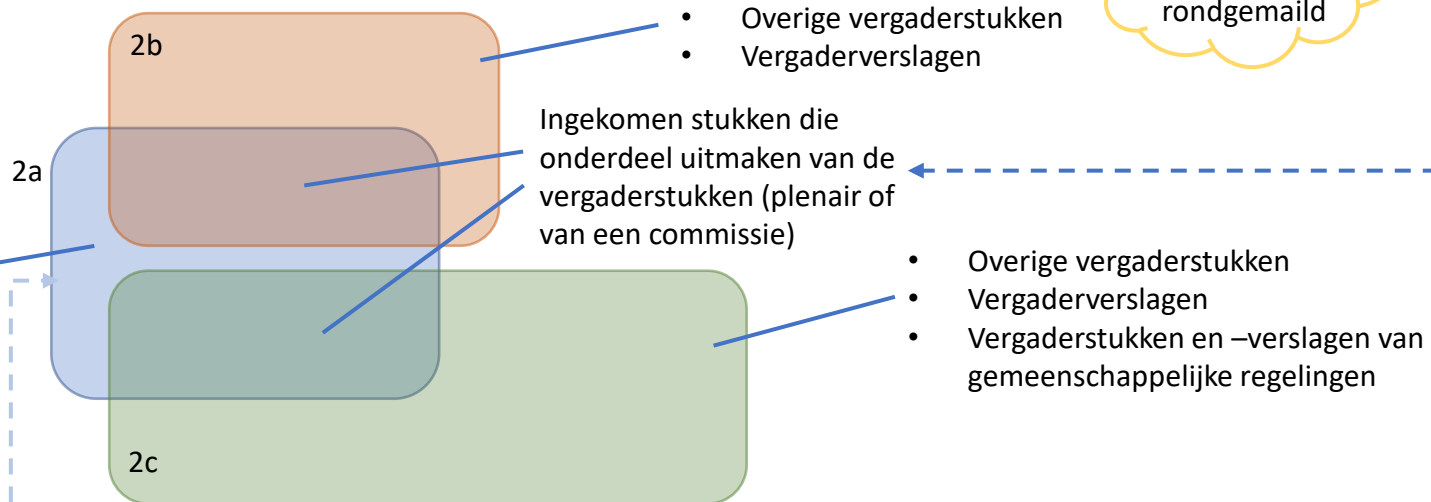 2b
• Overige vergaderstukken
• Vergaderverslagen
rondgemaild
2a
Ingekomen stukken die
onderdeel uitmaken van de
vergaderstukken (plenair of
van een commissie)
• Overige vergaderstukken
• Vergaderverslagen
• Vergaderstukken en –verslagen van
gemeenschappelijke regelingen
2c